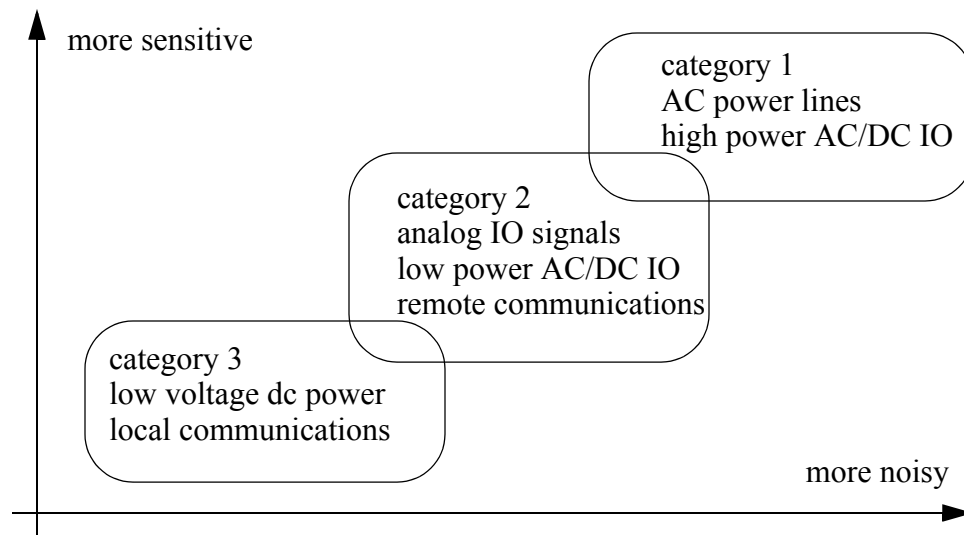 more sensitive
category 1
AC power lines
high power AC/DC IO
category 2
analog IO signals
low power AC/DC IO
remote communications
category 3
low voltage dc power
local communications
more noisy